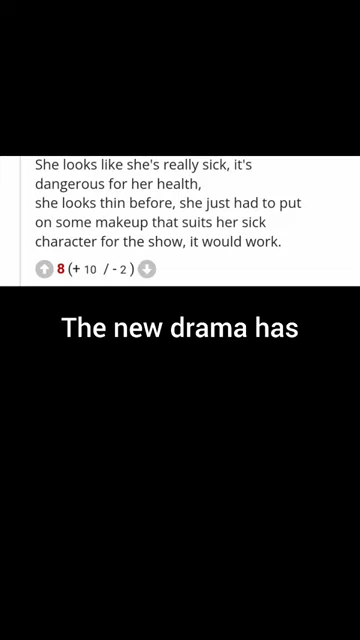 She looks like she's really sick, it's
dangerous for her health,
she looks thin before, she just had to put
on some makeup that suits her sick
character for the show, it would work.
8 (+ 10 / - 2 )
The new drama has